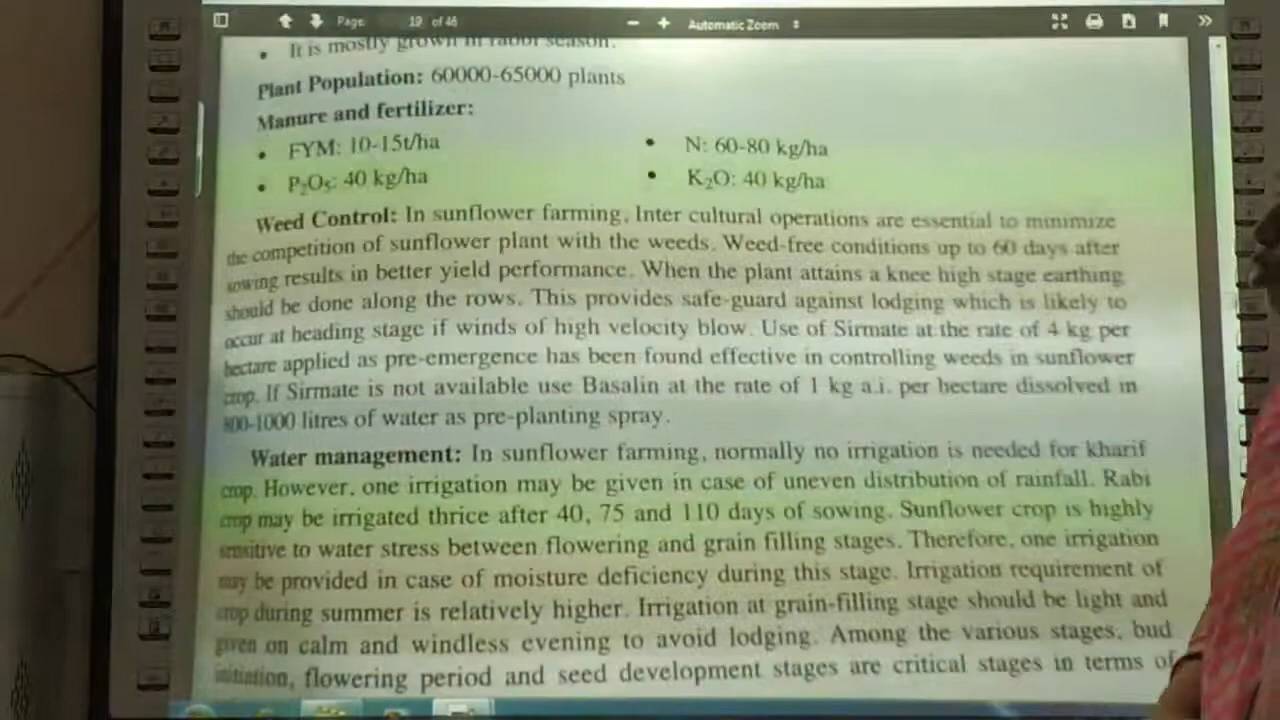 Page: 19 of 46 Automatic Zoom
• It is mostly grown in rabbi season.
Plant Population: 60000-65000 plants
Manure and fertilizer:
• FYM: 10-15t/ha • N: 60-80 kg/ha
• P₂O₅: 40 kg/ha • K₂O: 40 kg/ha
Weed Control: In sunflower farming, Inter cultural operations are essential to minimize
the competition of sunflower plant with the weeds. Weed-free conditions up to 60 days after
sowing results in better yield performance. When the plant attains a knee high stage earthing
should be done along the rows. This provides safe-guard against lodging which is likely to
occur at heading stage if winds of high velocity blow. Use of Sirmate at the rate of 4 kg per
hectare applied as pre-emergence has been found effective in controlling weeds in sunflower
crop. If Sirmate is not available use Basalin at the rate of 1 kg a.i. per hectare dissolved in
800-1000 litres of water as pre-planting spray.
Water management: In sunflower farming, normally no irrigation is needed for kharif
crop. However, one irrigation may be given in case of uneven distribution of rainfall. Rabi
crop may be irrigated thrice after 40, 75 and 110 days of sowing. Sunflower crop is highly
sensitive to water stress between flowering and grain filling stages. Therefore, one irrigation
may be provided in case of moisture deficiency during this stage. Irrigation requirement of
crop during summer is relatively higher. Irrigation at grain-filling stage should be light and
given on calm and windless evening to avoid lodging. Among the various stages, bud
initiation, flowering period and seed development stages are critical stages in terms of